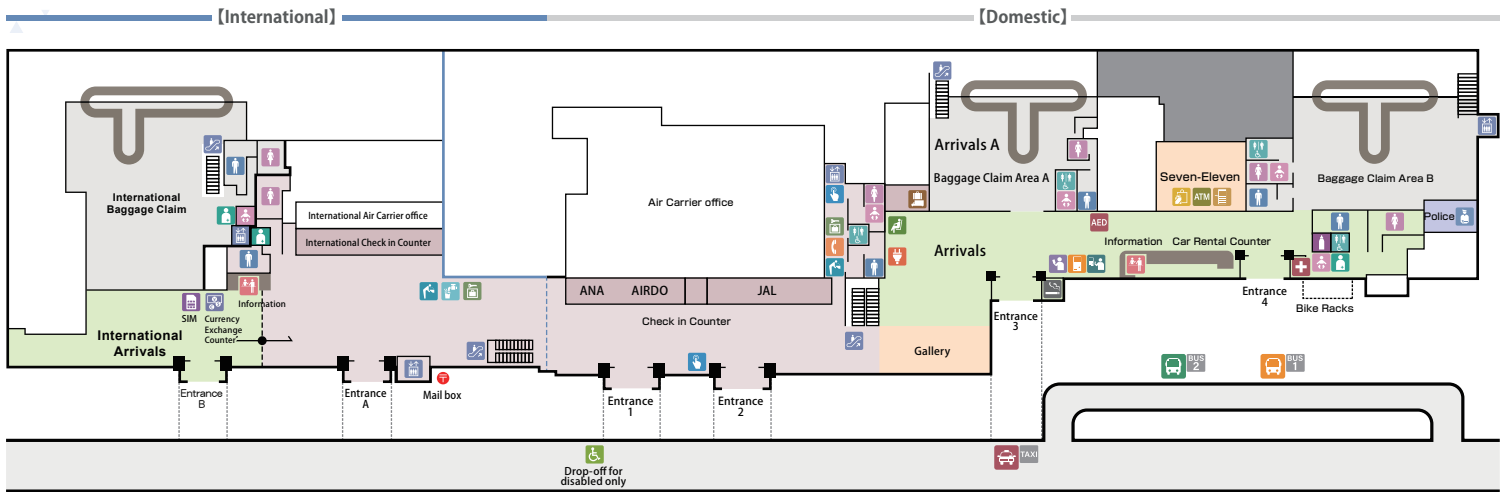 【International】
【Domestic】
International
Baggage Claim
International Air Carrier office
International Check in Counter
Information
SIM
Currency
Exchange
Counter
International
Arrivals
Entrance
B
Entrance
A
Mail box
Air Carrier office
ANA
AIRDO
JAL
Check in Counter
Entrance
1
Entrance
2
Gallery
Arrivals A
Baggage Claim Area A
Arrivals
AED
Seven-Eleven
ATM
Information
Car Rental Counter
Baggage Claim Area B
Police
Entrance
3
Entrance
4
Bike Racks
BUS
2
BUS
1
Drop-off for
disabled only
TAXI